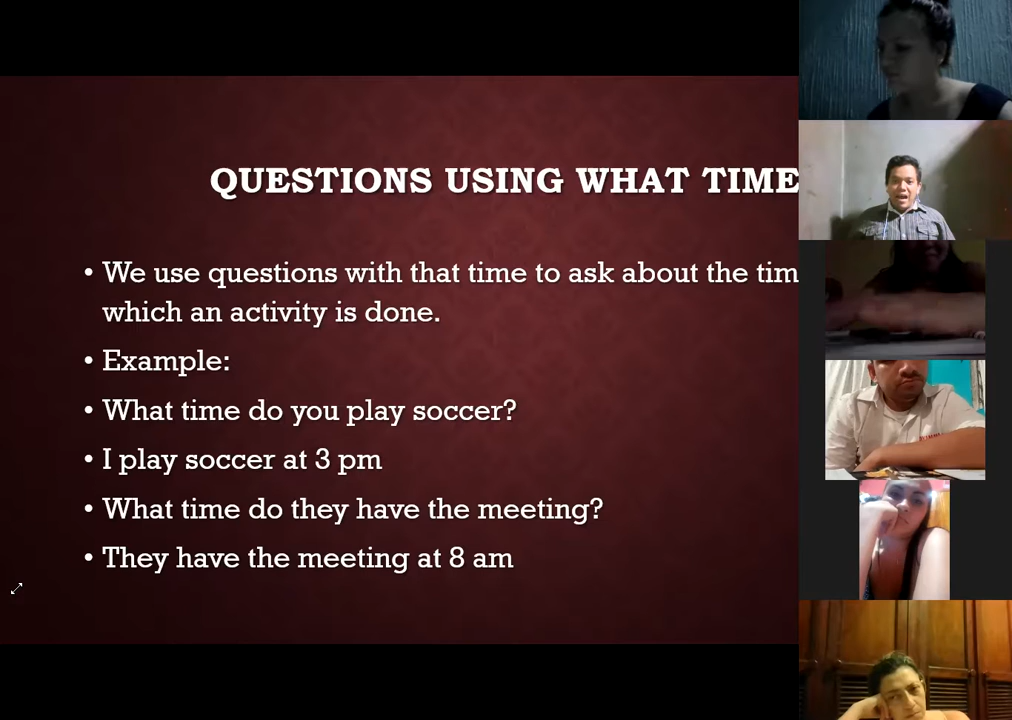 QUESTIONS USING WHAT TIME
• We use questions with that time to ask about the tim
which an activity is done.
• Example:
• What time do you play soccer?
• I play soccer at 3 pm
• What time do they have the meeting?
• They have the meeting at 8 am